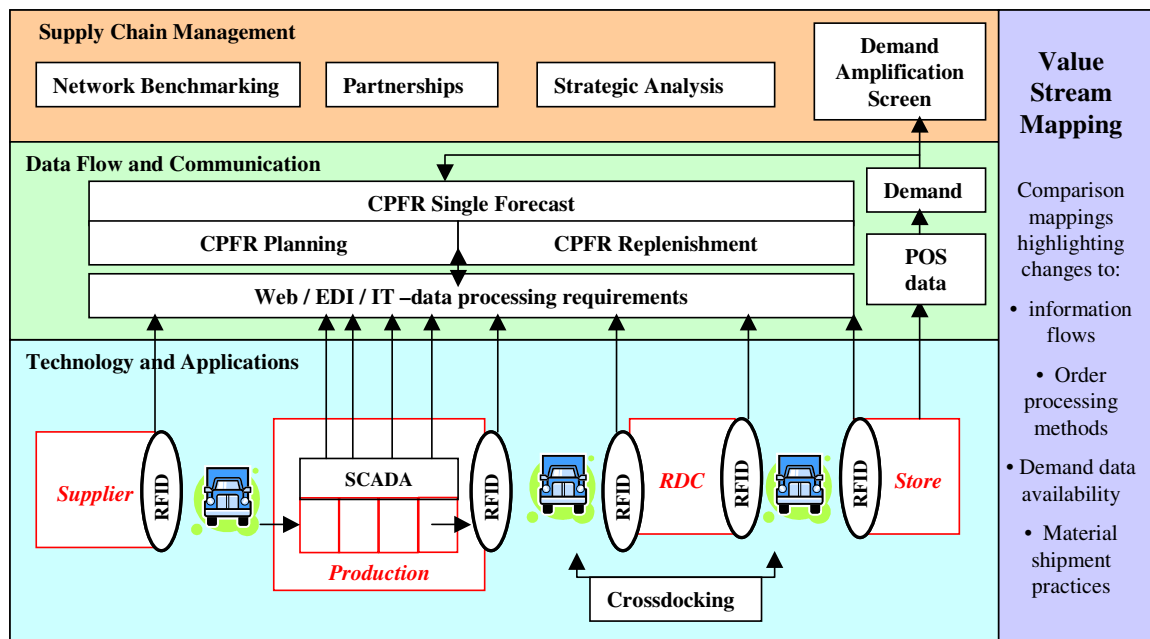 Supply Chain Management
Network Benchmarking
Partnerships
Strategic Analysis
Demand
Amplification
Screen
Data Flow and Communication
CPFR Single Forecast
CPFR Planning
CPFR Replenishment
Web / EDI / IT –data processing requirements
Demand
POS
data
Technology and Applications
Supplier
RFID
SCADA
Production
RFID
RFID
RDC
RFID
RFID
Store
Crossdocking
Value
Stream
Mapping
Comparison
mappings
highlighting
changes to:
• information
flows
• Order
processing
methods
• Demand data
availability
• Material
shipment
practices